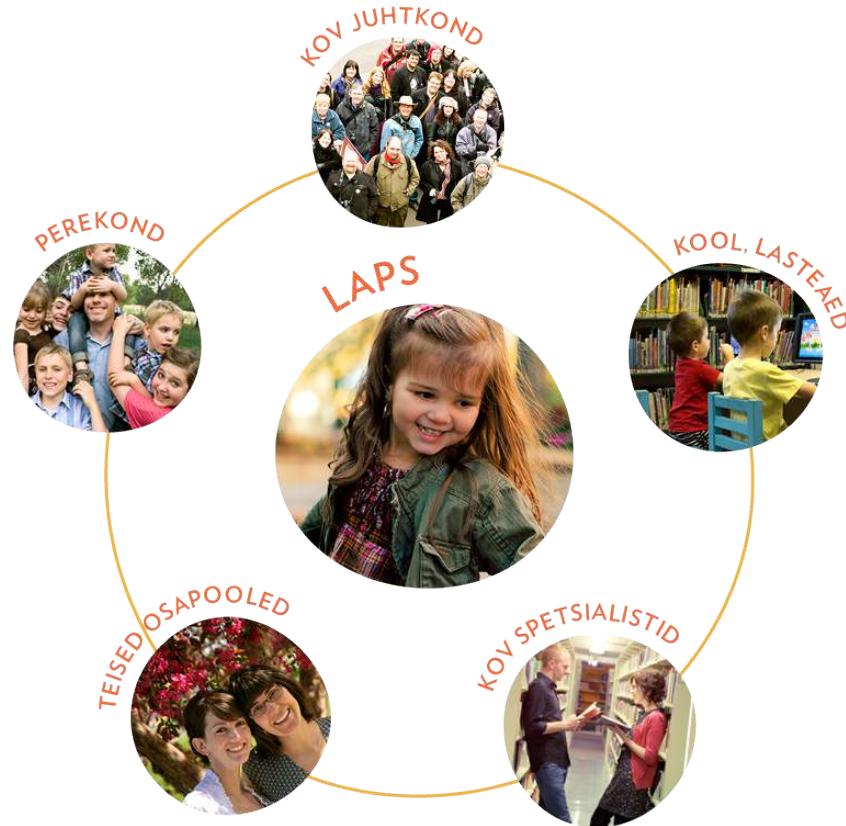 KOV JUHTKOND
PEREKOND
KOOL, LASTEAED
LAPS
TEISED OSAPOOLED
KOV SPETSIALISTID